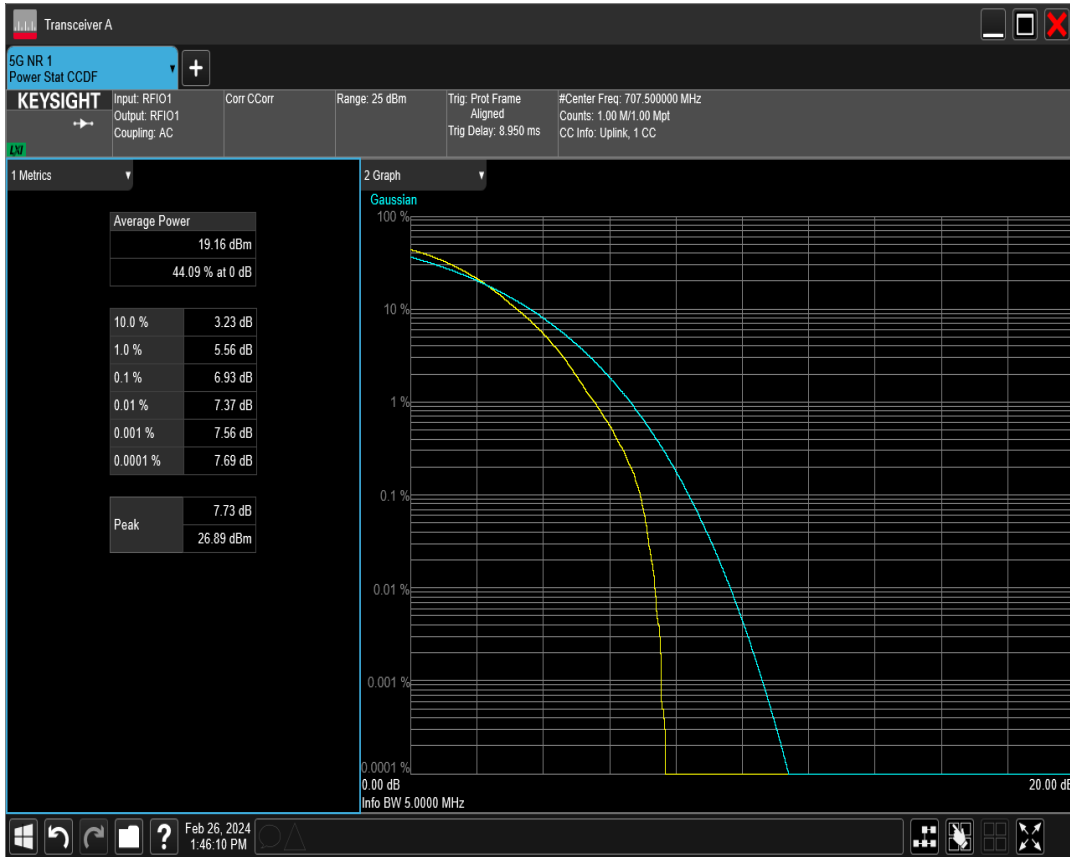 Transceiver A
5G NR 1
Power Stat CCDF
KEYSIGHT
LXI
Input: RFIO1
Output: RFIO1
Coupling: AC
Corr CCorr
Range: 25 dBm
Trig: Prot Frame
Aligned
Trig Delay: 8.950 ms
#Center Freq: 707.500000 MHz
Counts: 1.00 M/1.00 Mpt
CC Info: Uplink, 1 CC
1 Metrics
Average Power
19.16 dBm
44.09 % at 0 dB
10.0 % 3.23 dB
1.0 % 5.56 dB
0.1 % 6.93 dB
0.01 % 7.37 dB
0.001 % 7.56 dB
0.0001 % 7.69 dB
Peak
7.73 dB
26.89 dBm
2 Graph
Gaussian
100 %
10 %
1 %
0.1 %
0.01 %
0.001 %
0.0001 %
0.00 dB 20.00 dB
Info BW 5.0000 MHz
?
Feb 26, 2024
1:46:10 PM